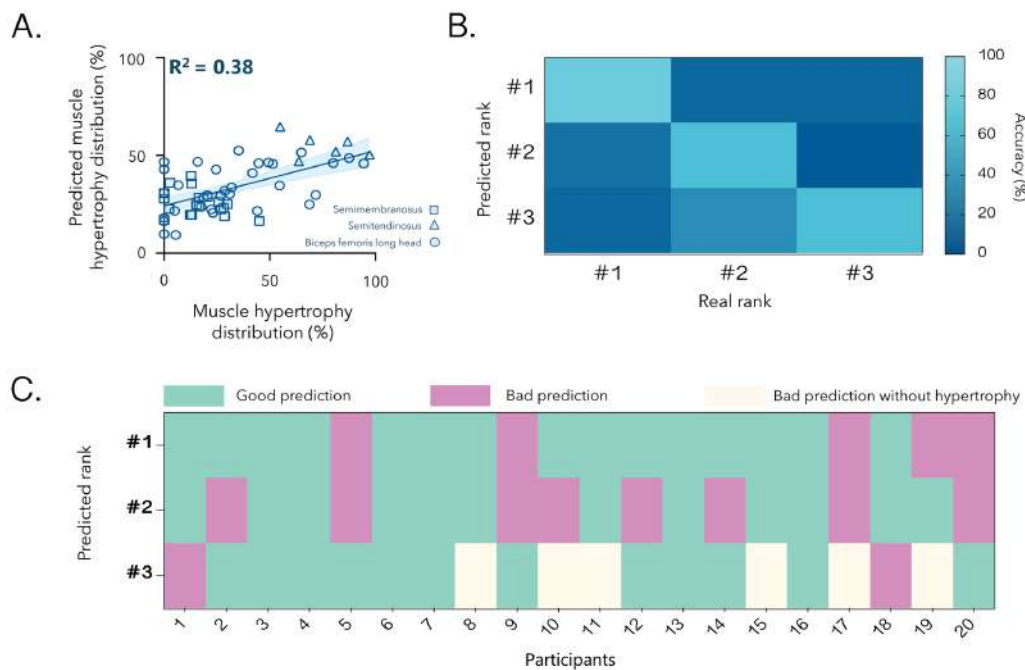 A.
Predicted muscle
hypertrophy distribution (%)
100
50
0
R² = 0.38
Semimembranosus
Semitendinosus
Biceps femoris long head
0
50
100
Muscle hypertrophy
distribution (%)
B.
Predicted rank
#1
#2
#3
#1
#2
#3
Real rank
100
80
60
40
20
0
Accuracy (%)
C.
Good prediction
Bad prediction
Bad prediction without hypertrophy
Predicted rank
#1
#2
#3
1
2
3
4
5
6
7
8
9
10
11
12
13
14
15
16
17
18
19
20
Participants